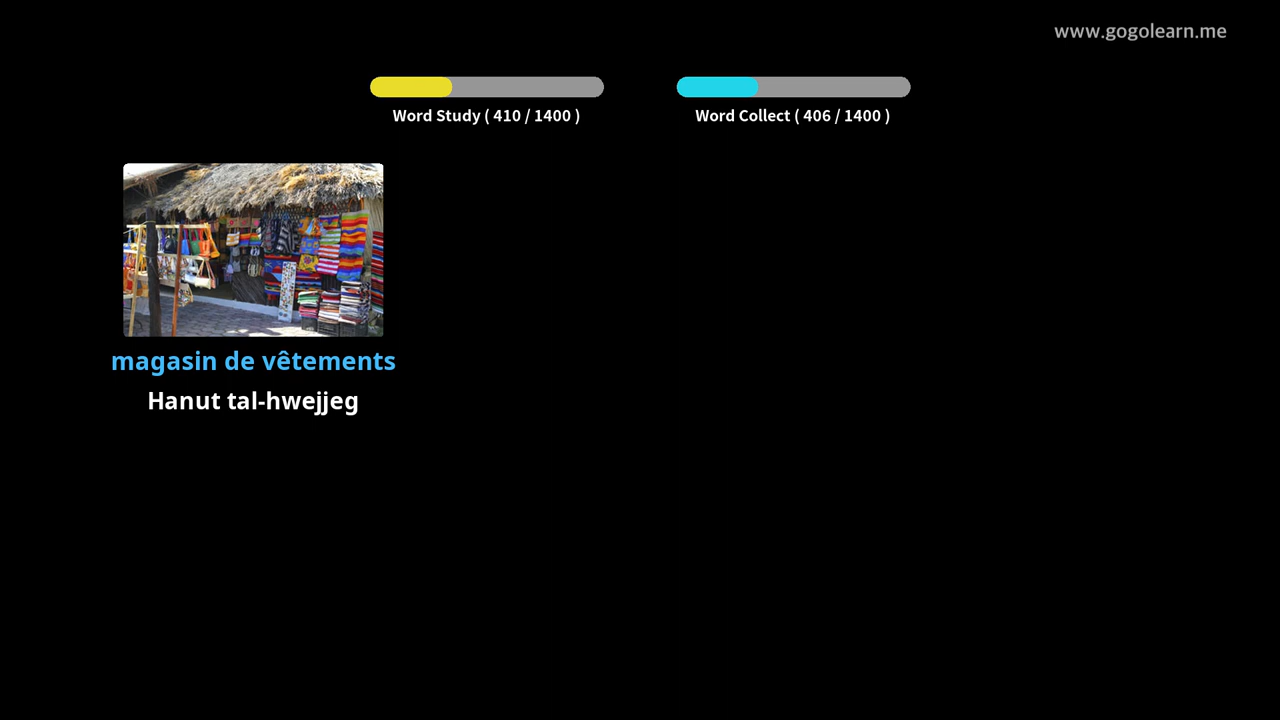 www.gogolearn.me
Word Study ( 410 / 1400 )
Word Collect ( 406 / 1400 )
magasin de vêtements
Hanut tal-hwejjeg